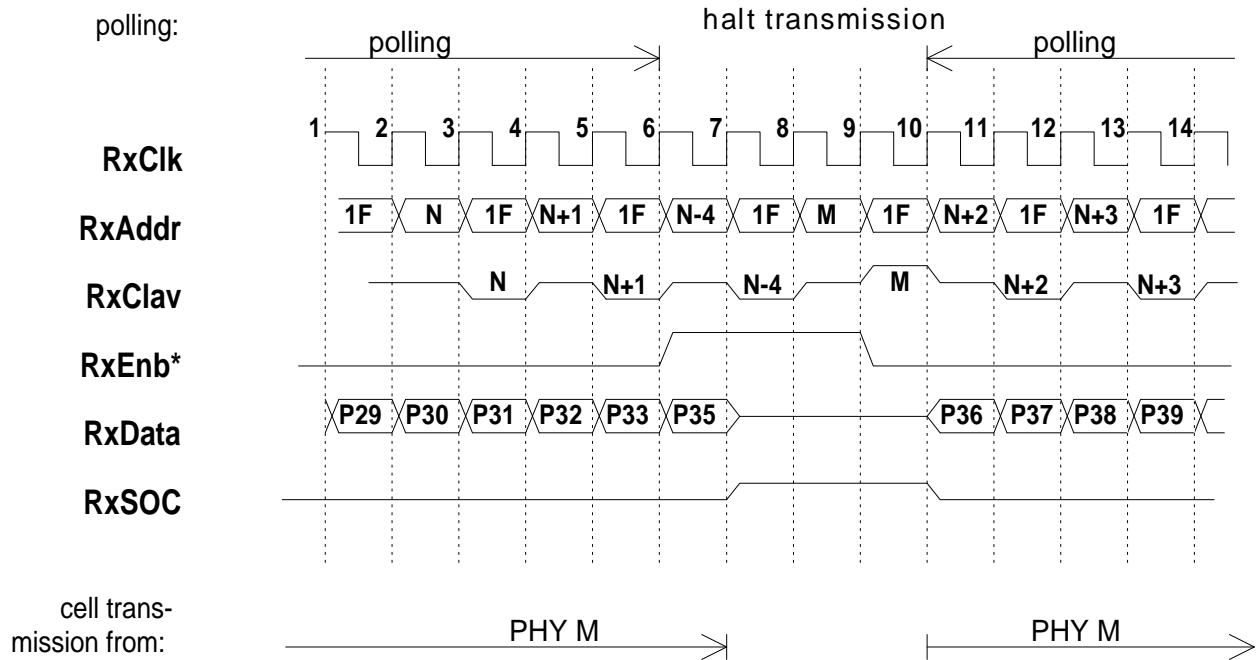 polling:
halt transmission
polling
polling
1 2 3 4 5 6 7 8 9 10 11 12 13 14
RxClk
RxAddr
1F N 1F N+1 1F N-4 1F M 1F N+2 1F N+3 1F
RxClav
N N+1 N-4 M N+2 N+3
RxEnb*
RxData
P29 P30 P31 P32 P33 P35 P36 P37 P38 P39
RxSOC
cell trans-
mission from:
PHY M
PHY M